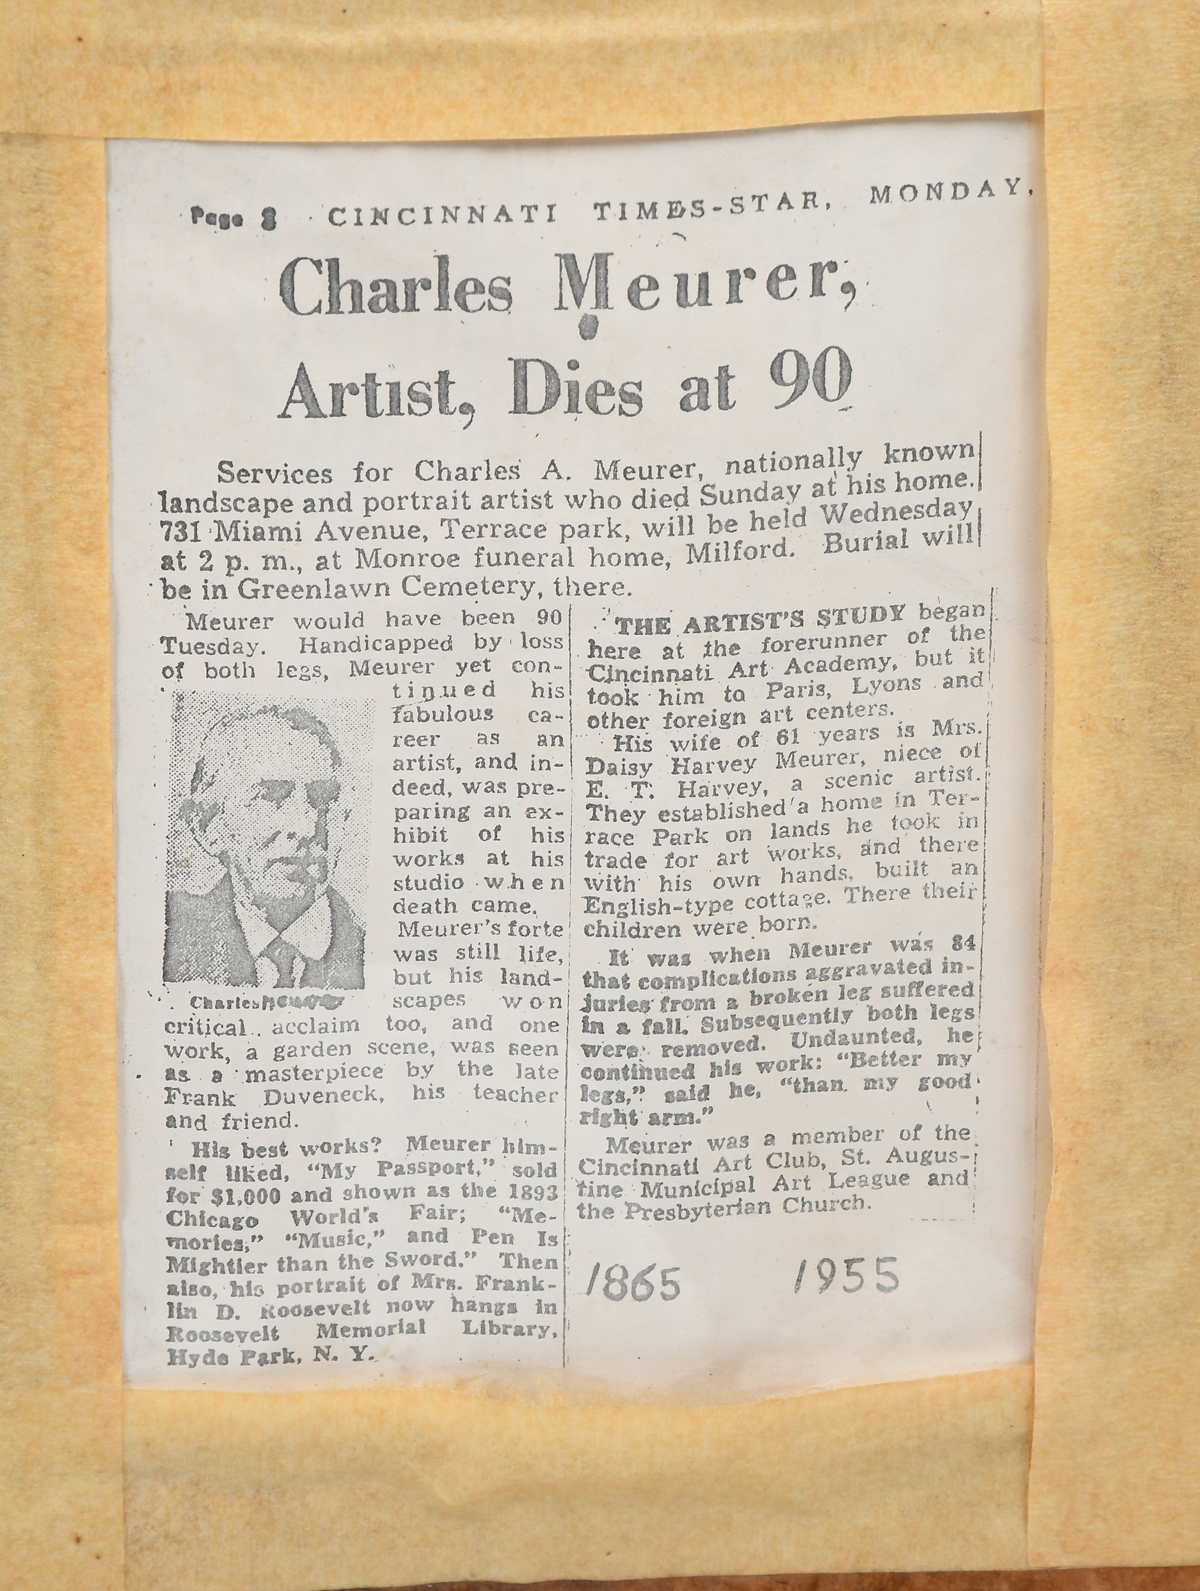 Page 8 CINCINNATI TIMES-STAR, MONDAY,
Charles Meurer,
Artist, Dies at 90
Services for Charles A. Meurer, nationally known
landscape and portrait artist who died Sunday at his home.
731 Miami Avenue, Terrace park, will be held Wednesday
at 2 p. m., at Monroe funeral home, Milford. Burial will
be in Greenlawn Cemetery, there.
Meurer would have been 90
Tuesday. Handicapped by loss
of both legs, Meurer yet con-
tinued his
fabulous ca-
reer as an
artist, and in-
deed, was pre-
paring an ex-
hibit of his
works at his
studio when
death came.
Meurer's forte
was still life,
but his land-
Charles
scapes won
critical acclaim too, and one
work, a garden scene, was seen
as a masterpiece by the late
Frank Duveneck, his teacher
and friend.
His best works? Meurer him-
self liked, "My Passport," sold
for $1,000 and shown as the 1893
Chicago World's Fair; "Me-
mories," "Music," and Pen Is
Mightier than the Sword." Then
also, his portrait of Mrs. Frank-
lin D. Roosevelt now hangs in
Roosevelt Memorial Library,
Hyde Park, N. Y.
THE ARTIST'S STUDY began
here at the forerunner of the
Cincinnati Art Academy, but it
took him to Paris, Lyons and
other foreign art centers.
His wife of 61 years is Mrs.
Daisy Harvey Meurer, niece of
E. T. Harvey, a scenic artist.
They established a home in Ter-
race Park on lands he took in
trade for art works, and there
with his own hands, built an
English-type cottage. There their
children were born.
It was when Meurer was 84
that complications aggravated in-
juries from a broken leg suffered
in a fall. Subsequently both legs
were removed. Undaunted, he
continued his work: "Better my
legs," said he, "than my good
right arm."
Meurer was a member of the
Cincinnati Art Club, St. Augus-
tine Municipal Art League and
the Presbyterian Church.
1865 1955